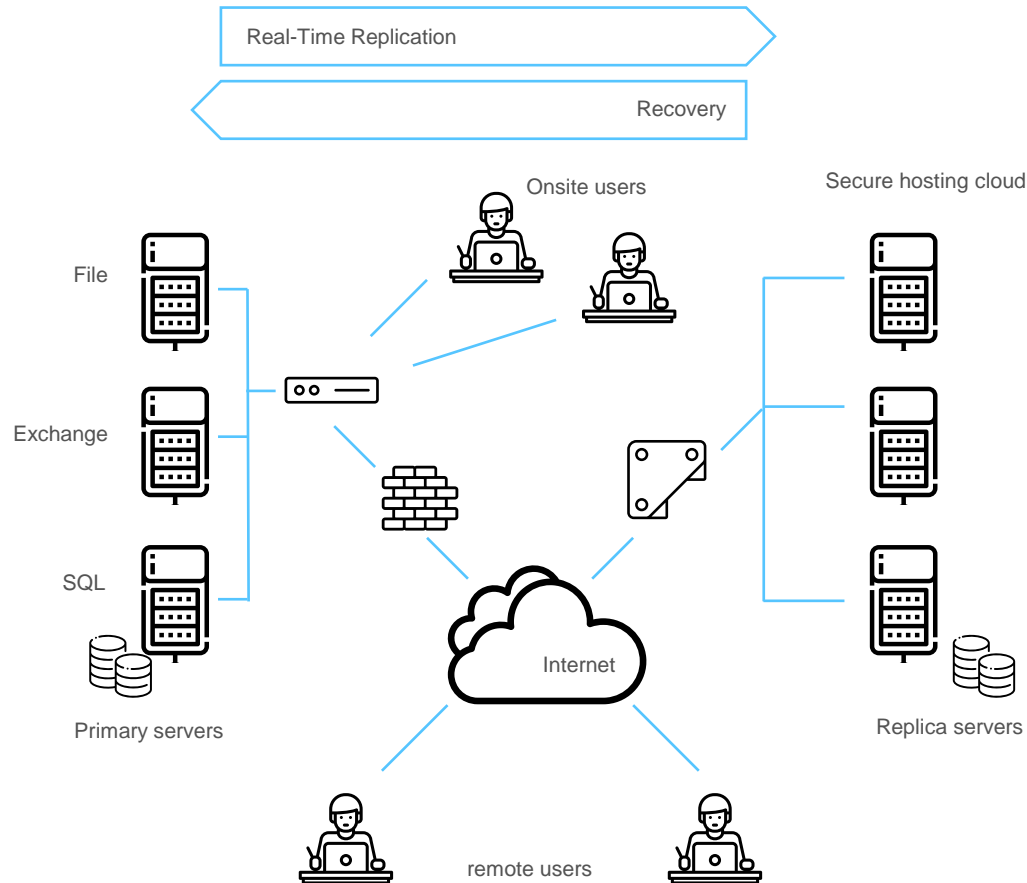 Real-Time Replication
Recovery
Onsite users
Secure hosting cloud
File
Exchange
SQL
Internet
Primary servers
Replica servers
remote users